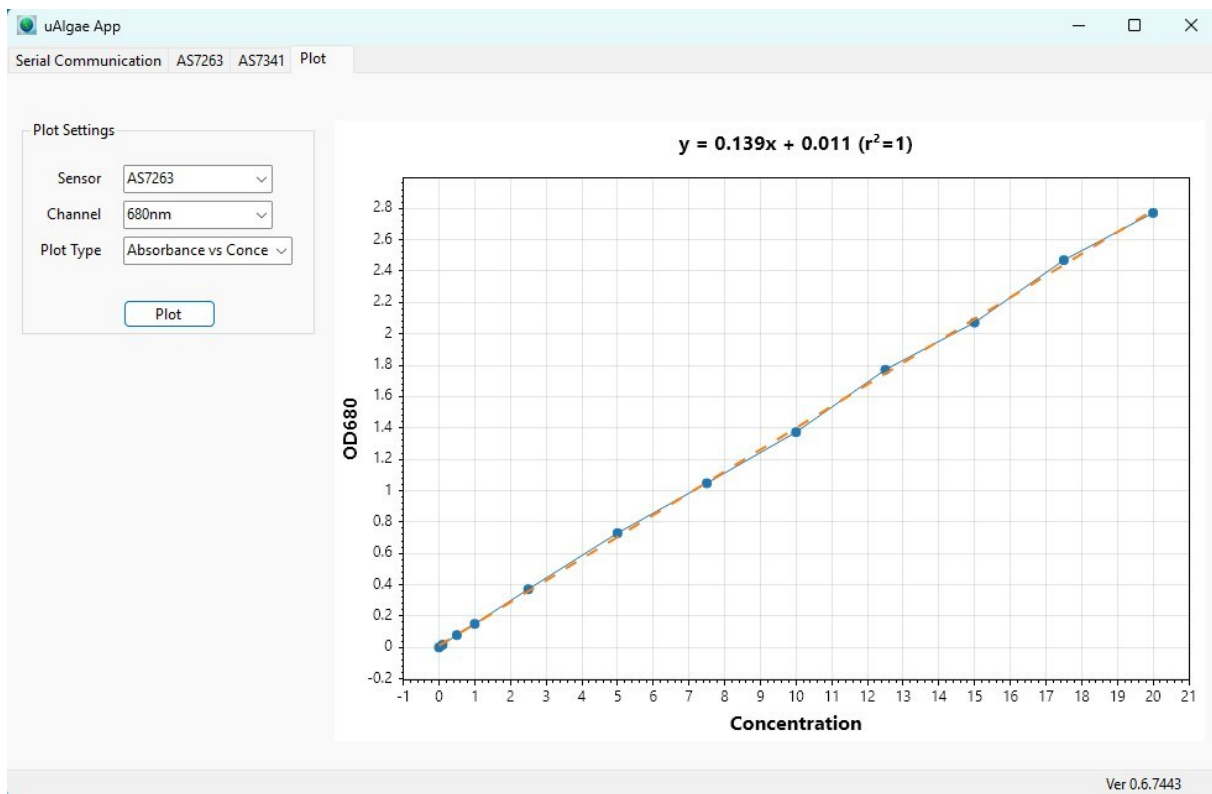 uAlgae App
Serial Communication AS7263 AS7341 Plot
Plot Settings
Sensor AS7263
Channel 680nm
Plot Type Absorbance vs Conce
Plot
y = 0.139x + 0.011 (r²=1)
2.8
2.6
2.4
2.2
2
1.8
1.6
1.4
1.2
1
0.8
0.6
0.4
0.2
0
-0.2
OD680
-1 0 1 2 3 4 5 6 7 8 9 10 11 12 13 14 15 16 17 18 19 20 21
Concentration
Ver 0.6.7443